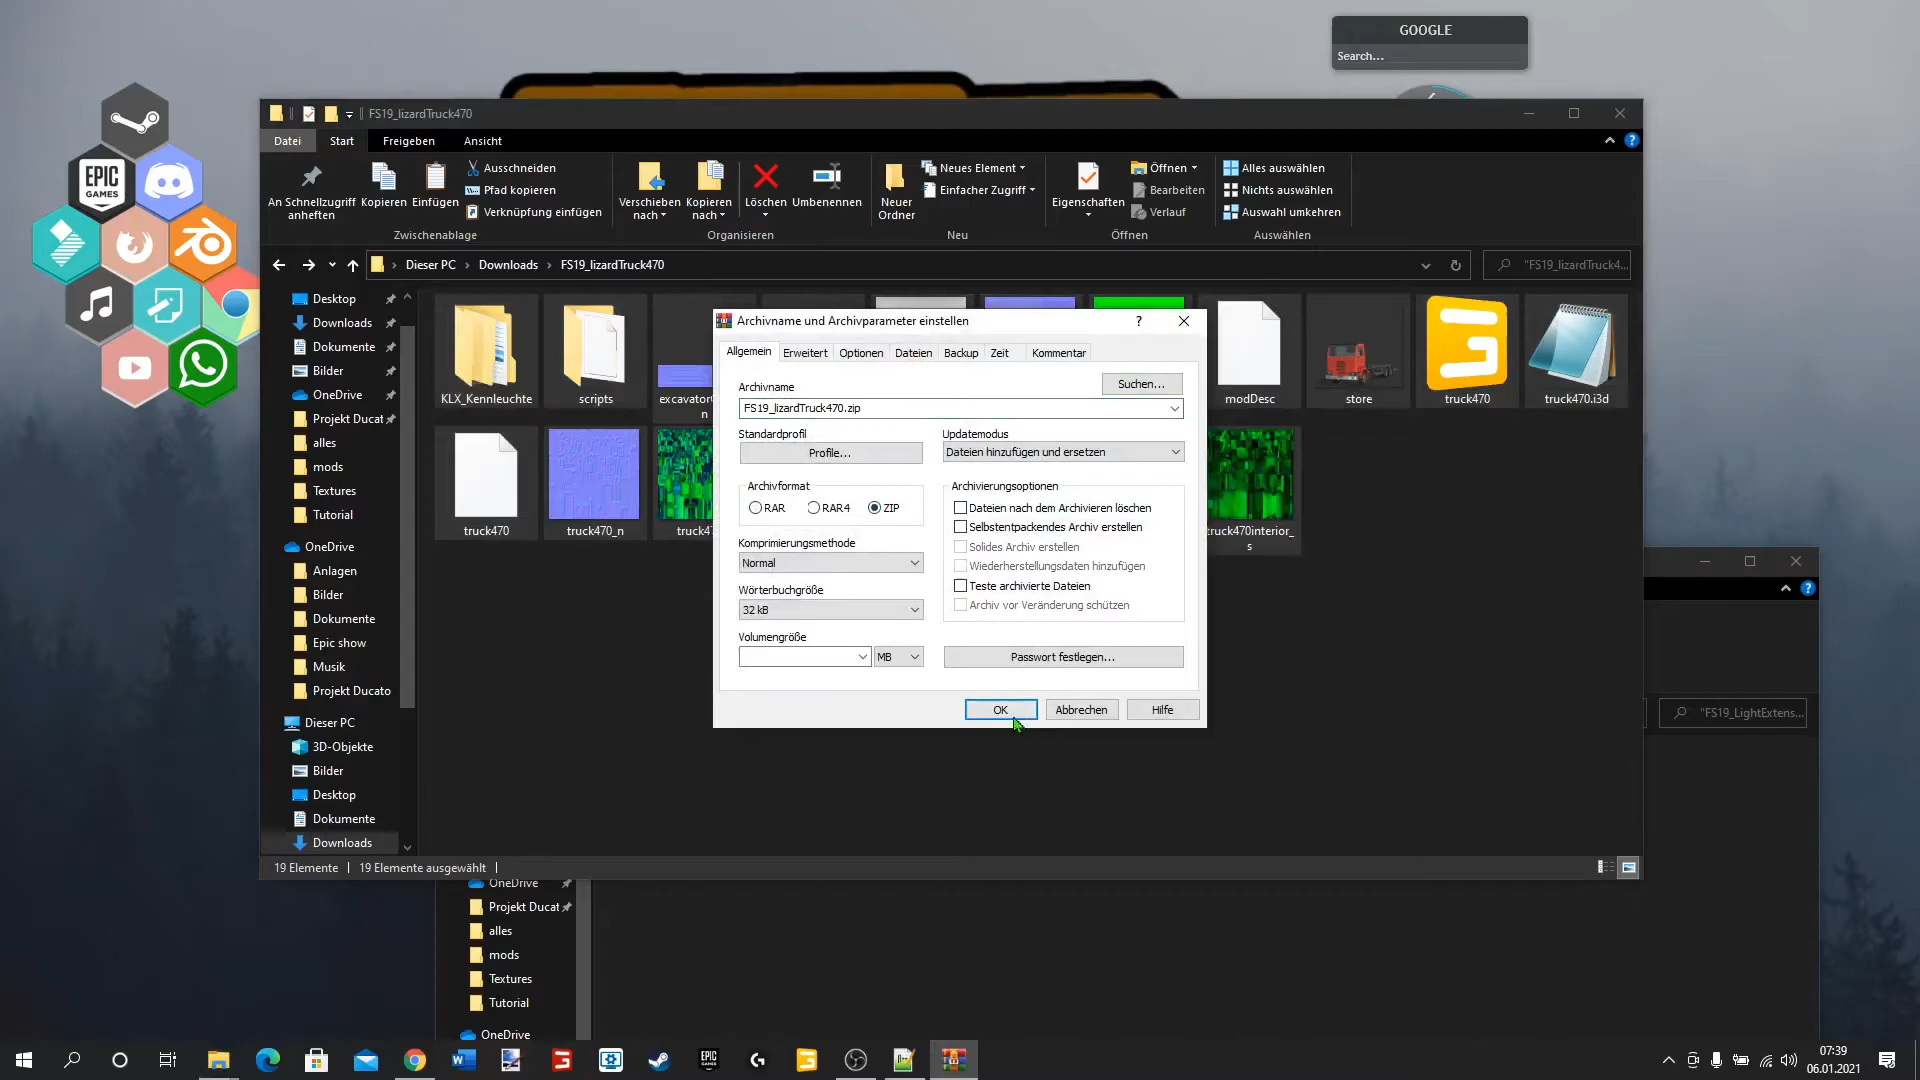 GOOGLE
Search...
EPIC
GAMES
FS19_lizardTruck470
Datei
Start
Freigeben
Ansicht
An Schnellzugriff
anheften
Kopieren
Einfügen
Ausschneiden
Pfad kopieren
Verknüpfung einfügen
Zwischenablage
Verschieben
nach
Kopieren
nach
Löschen
Umbenennen
Organisieren
Neuer
Ordner
Neues Element
Einfacher Zugriff
Neu
Eigenschaften
Öffnen
Bearbeiten
Verlauf
Öffnen
Alles auswählen
Nichts auswählen
Auswahl umkehren
Auswählen
Dieser PC > Downloads > FS19_lizardTruck470
"FS19_lizardTruck4...
Desktop
Downloads
Dokumente
Bilder
OneDrive
Projekt Ducat
alles
mods
Textures
Tutorial
OneDrive
Anlagen
Bilder
Dokumente
Epic show
Musik
Projekt Ducato
Dieser PC
3D-Objekte
Bilder
Desktop
Dokumente
Downloads
KLX_Kennleuchte
scripts
n
modDesc
store
truck470
truck470.i3d
truck470
truck470_n
truck470interior_
s
Archivname und Archivparameter einstellen
?
Allgemein
Erweitert
Optionen
Dateien
Backup
Zeit
Kommentar
Archivname
Suchen...
FS19_lizardTruck470.zip
Standardprofil
Profile...
Updatemodus
Dateien hinzufügen und ersetzen
Archivformat
RAR
RAR4
ZIP
Komprimierungsmethode
Normal
Wörterbuchgröße
32 kB
Volumengröße
MB
Archivierungsoptionen
Dateien nach dem Archivieren löschen
Selbstentpackendes Archiv erstellen
Solides Archiv erstellen
Wiederherstellungsdaten hinzufügen
Teste archivierte Dateien
Archiv vor Veränderung schützen
Passwort festlegen...
OK
Abbrechen
Hilfe
19 Elemente
19 Elemente ausgewählt
"FS19_LightExtens...
OneDrive
Projekt Ducat
alles
mods
Textures
Tutorial
OneDrive
07:39
06.01.2021